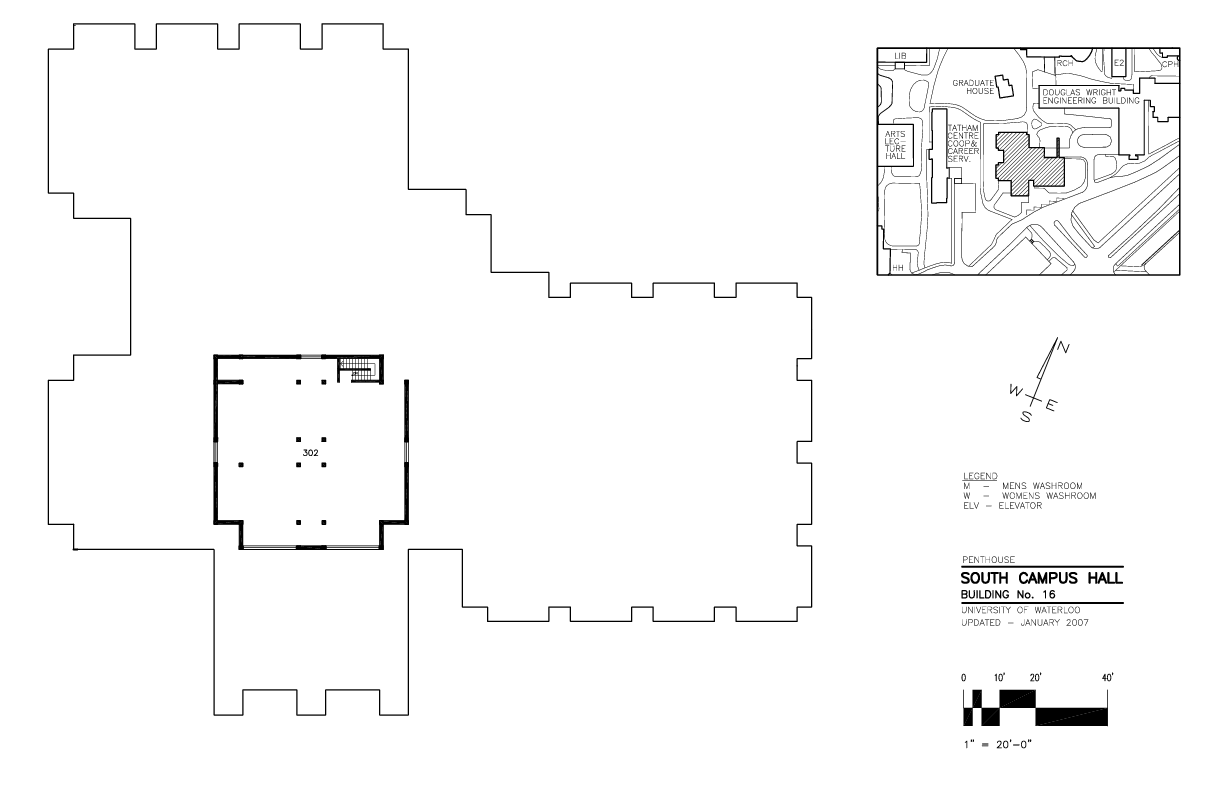 LIB
RCH
E2
CPH
GRADUATE
HOUSE
DOUGLAS WRIGHT
ENGINEERING BUILDING
ARTS
LEC-
TURE
HALL
TATHAM
CENTRE
COOP&
CAREER
SERV.
HH
N
W
E
S
302
LEGEND
M – MENS WASHROOM
W – WOMENS WASHROOM
ELV – ELEVATOR
PENTHOUSE
SOUTH CAMPUS HALL
BUILDING No. 16
UNIVERSITY OF WATERLOO
UPDATED – JANUARY 2007
0 10' 20' 40'
1" = 20'-0"